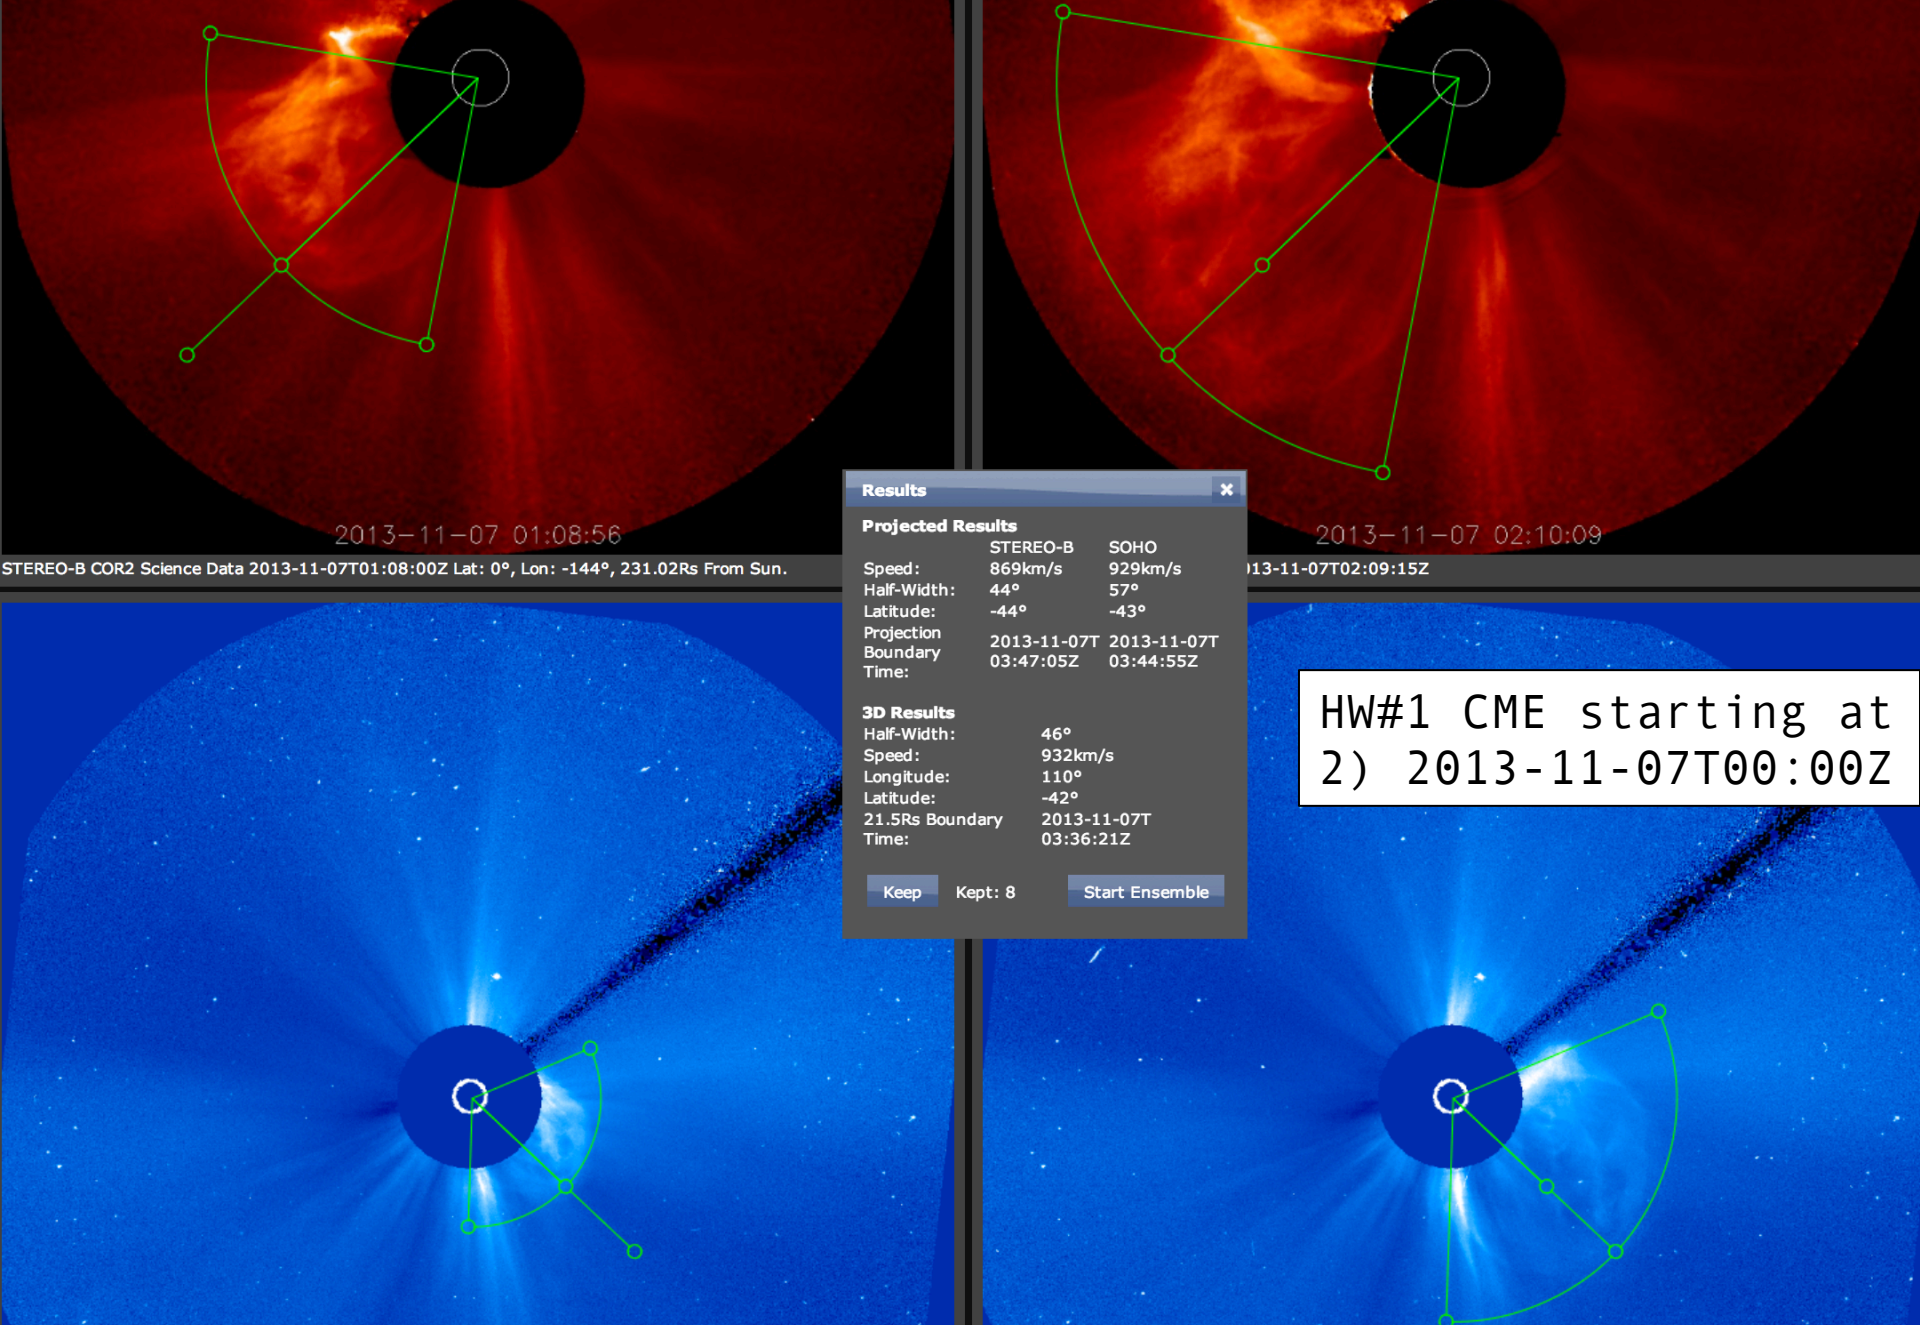 2013-11-07 01:08:56
2013-11-07 02:10:09
STEREO-B COR2 Science Data 2013-11-07T01:08:00Z Lat: 0°, Lon: -144°, 231.02Rs From Sun.
13-11-07T02:09:15Z
Results
Projected Results
STEREO-B SOHO
Speed: 869km/s 929km/s
Half-Width: 44° 57°
Latitude: -44° -43°
Projection
Boundary
Time:
2013-11-07T 2013-11-07T
03:47:05Z 03:44:55Z
3D Results
Half-Width: 46°
Speed: 932km/s
Longitude: 110°
Latitude: -42°
21.5Rs Boundary 2013-11-07T
Time: 03:36:21Z
Keep Kept: 8 Start Ensemble
HW#1 CME starting at
2) 2013-11-07T00:00Z